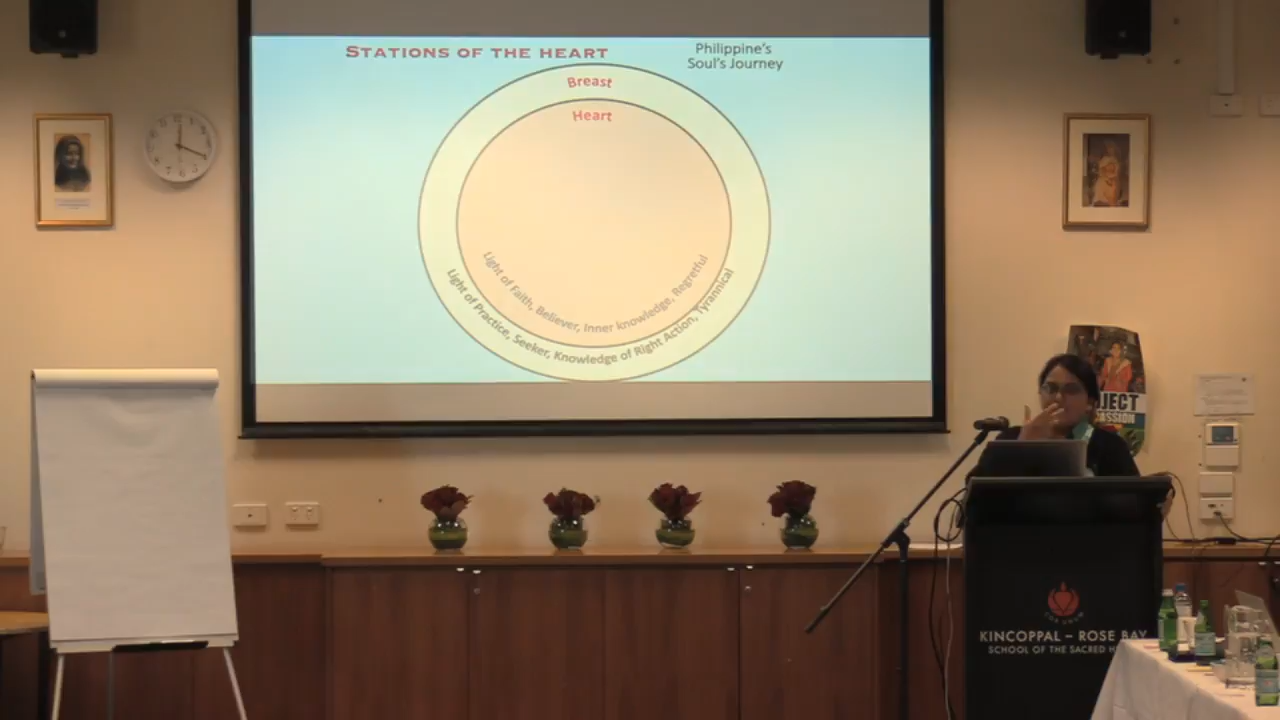 STATIONS OF THE HEART
Philippine's
Soul's Journey
Breast
Heart
Light of Faith, Believer, Inner knowledge, Regretful
Light of Practice, Seeker, Knowledge of Right Action, Tyrannical
JECT
ASSION
KINCOPPAL – ROSE BAY
SCHOOL OF THE SACRED H